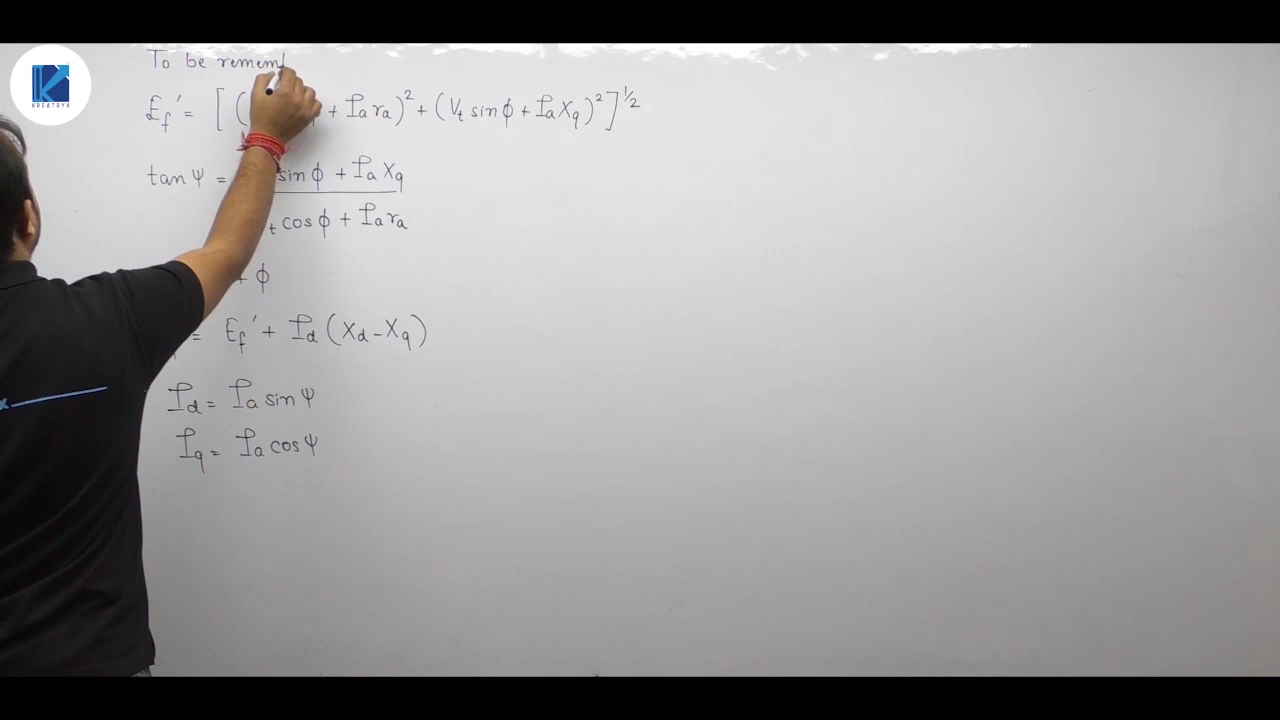 To be remem
KREATRYX
E_f' = [ ( + I_a r_a)² + (V_t sin ϕ + I_a X_q)² ]^{1/2}
tan ψ = sin ϕ + I_a X_q
t cos ϕ + I_a r_a
+ ϕ
= E_f' + I_d (X_d - X_q)
I_d = I_a sin ψ
I_q = I_a cos ψ